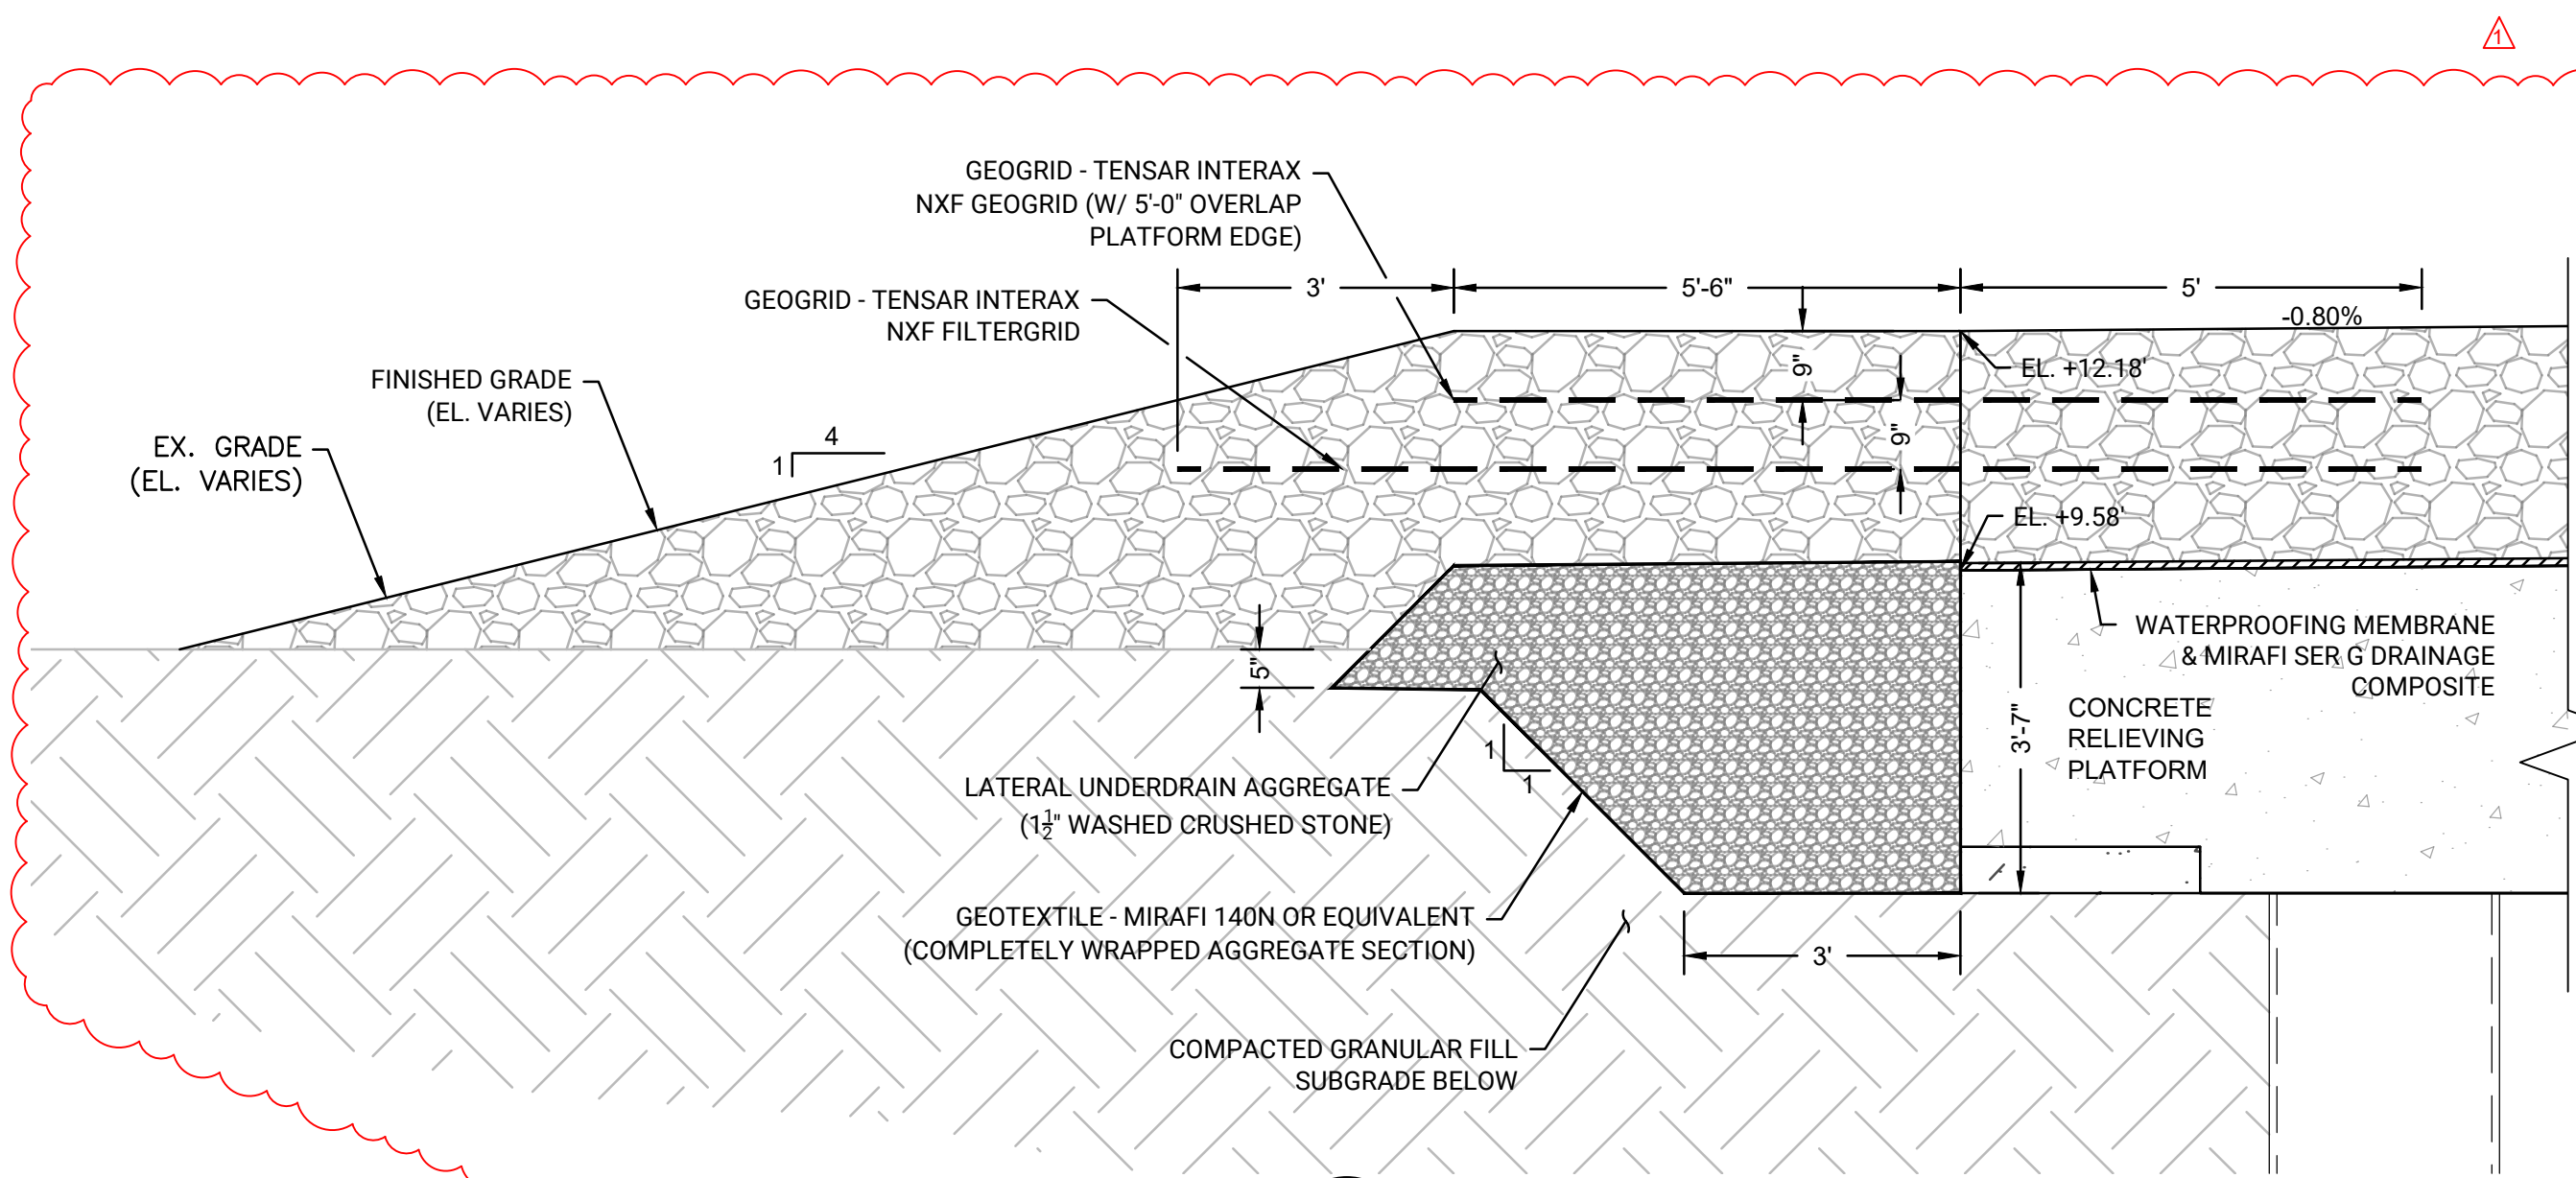 1
GEOGRID - TENSAR INTERAX
NXF GEOGRID (W/ 5'-0" OVERLAP
PLATFORM EDGE)
GEOGRID - TENSAR INTERAX
NXF FILTERGRID
3'
5'-6"
5'
-0.80%
FINISHED GRADE
(EL. VARIES)
9"
EL. +12.18'
EX. GRADE
(EL. VARIES)
4
1
9"
EL. +9.58'
5"
WATERPROOFING MEMBRANE
& MIRAFI SER G DRAINAGE
COMPOSITE
3'-7"
CONCRETE
RELIEVING
PLATFORM
1
1
LATERAL UNDERDRAIN AGGREGATE
(1½" WASHED CRUSHED STONE)
GEOTEXTILE - MIRAFI 140N OR EQUIVALENT
(COMPLETELY WRAPPED AGGREGATE SECTION)
3'
COMPACTED GRANULAR FILL
SUBGRADE BELOW